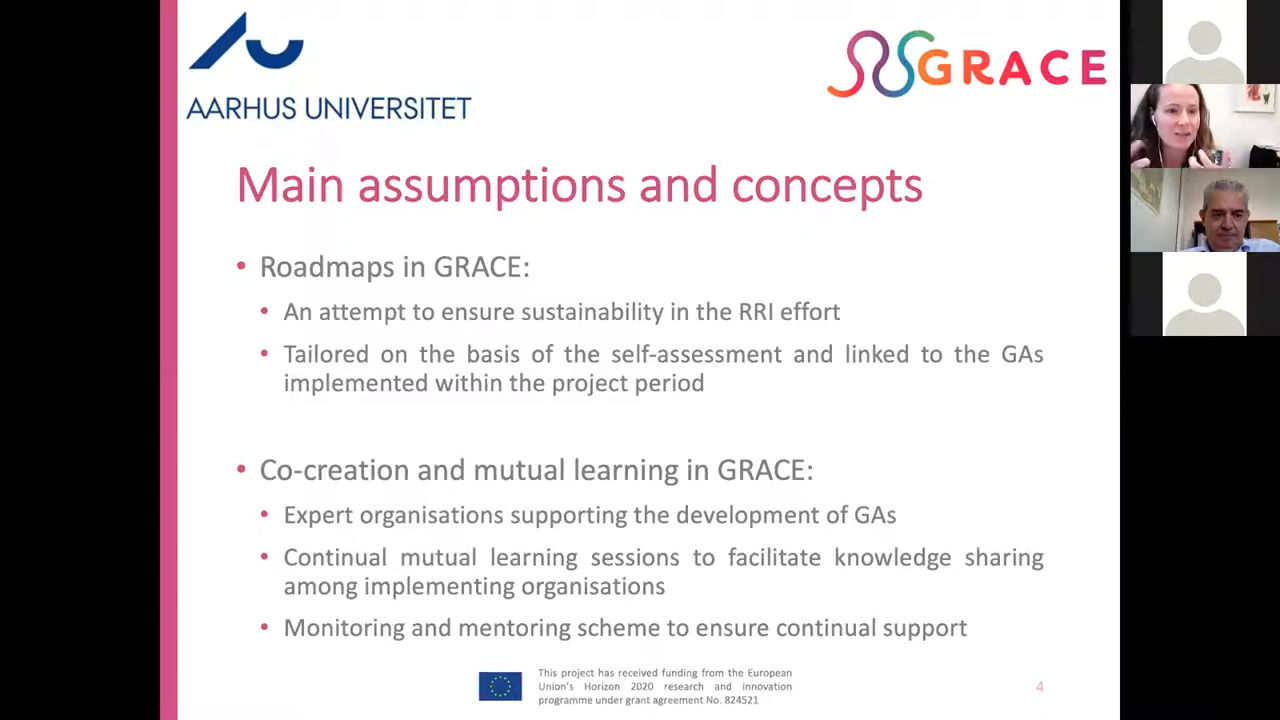 AARHUS UNIVERSITET
GRACE
Main assumptions and concepts
• Roadmaps in GRACE:
• An attempt to ensure sustainability in the RRI effort
• Tailored on the basis of the self-assessment and linked to the GAs
implemented within the project period
• Co-creation and mutual learning in GRACE:
• Expert organisations supporting the development of GAs
• Continual mutual learning sessions to facilitate knowledge sharing
among implementing organisations
• Monitoring and mentoring scheme to ensure continual support
This project has received funding from the European
Union's Horizon 2020 research and innovation
programme under grant agreement No. 824521
4